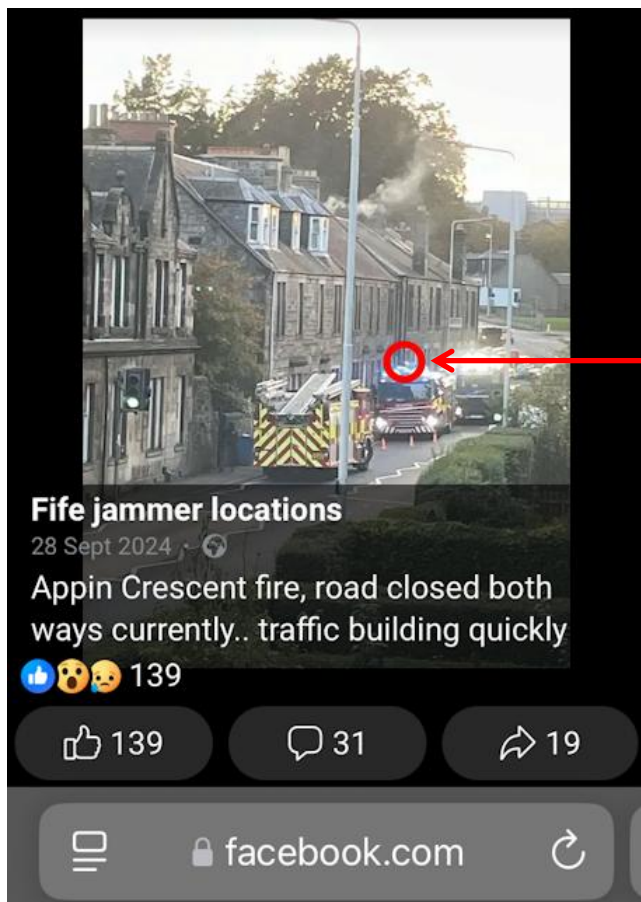 Fife jammer locations
28 Sept 2024 ·
Appin Crescent fire, road closed both
ways currently.. traffic building quickly
139
139 31 19
facebook.com